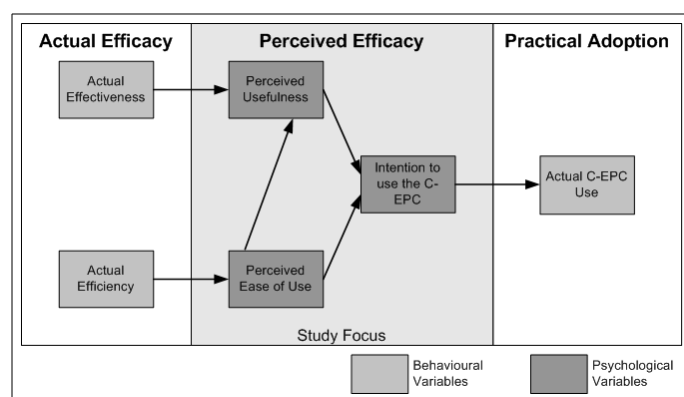 Actual Efficacy
Perceived Efficacy
Practical Adoption
Actual
Effectiveness
Perceived
Usefulness
Intention to
use the C-
EPC
Actual C-EPC
Use
Actual
Efficiency
Perceived
Ease of Use
Study Focus
Behavioural
Variables
Psychological
Variables